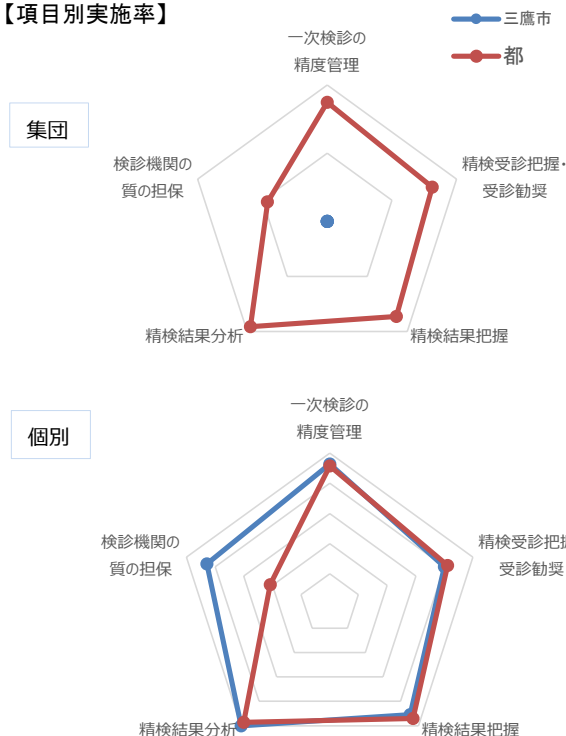 【項目別実施率】
三鷹市
都
集団
一次検診の
精度管理
精検受診把握・
受診勧奨
精検結果把握
精検結果分析
検診機関の
質の担保
個別
一次検診の
精度管理
精検受診把
受診勧奨
精検結果把握
精検結果分析
検診機関の
質の担保